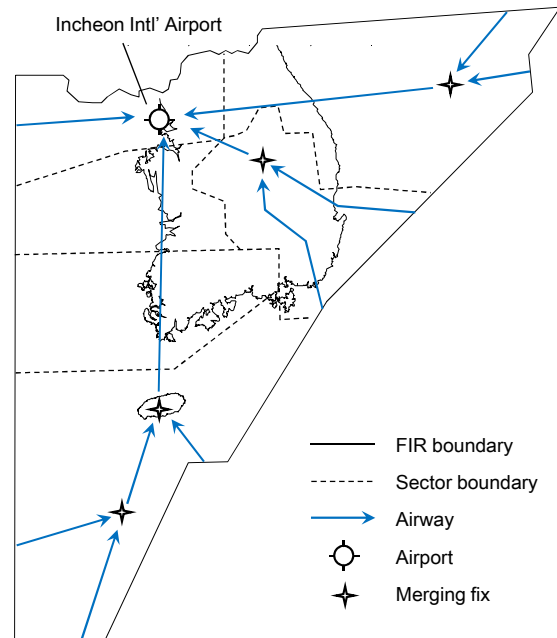 Incheon Intl’ Airport
FIR boundary
Sector boundary
Airway
Airport
Merging fix